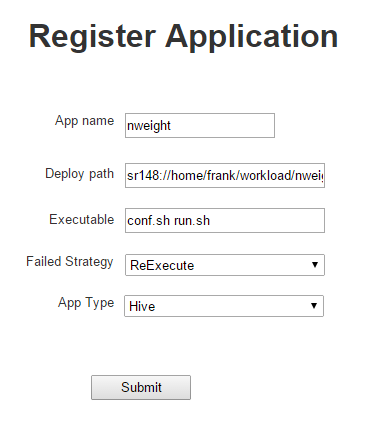 Register Application
App name nweight
Deploy path sr148://home/frank/workload/nweig
Executable conf.sh run.sh
Failed Strategy ReExecute
App Type Hive
Submit